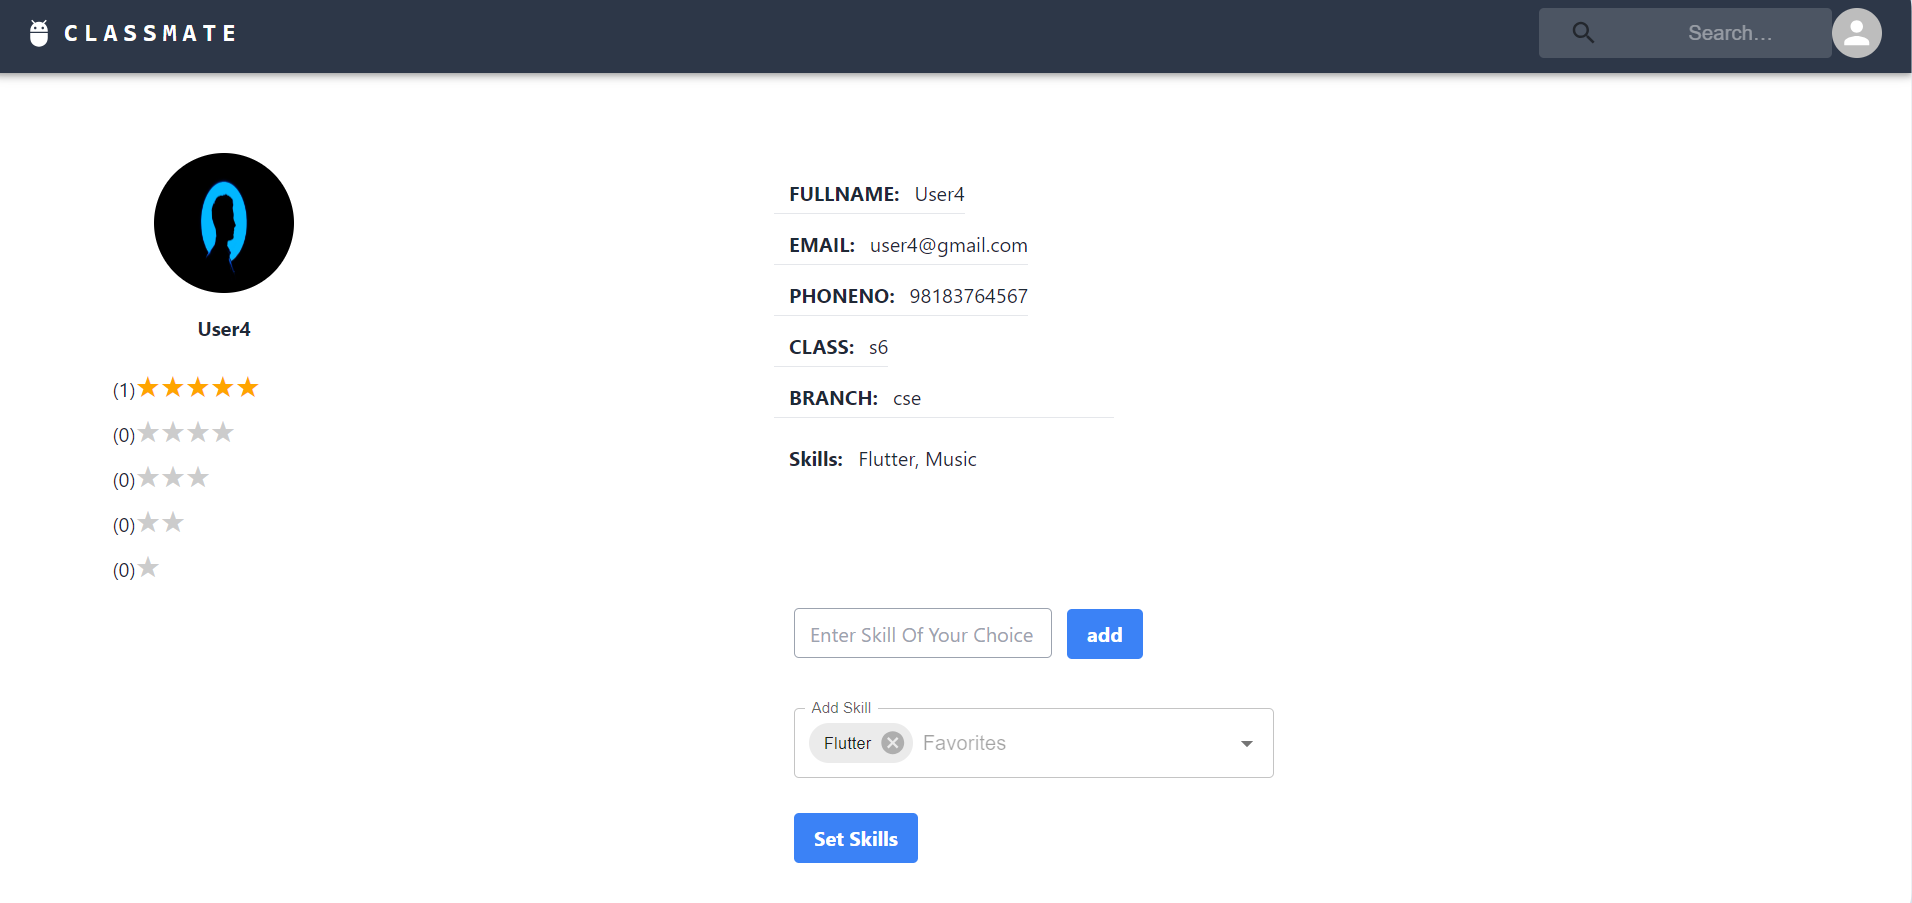 CLASSMATE
Search...
User4
(1)
(0)
(0)
(0)
(0)
FULLNAME: User4
EMAIL: user4@gmail.com
PHONENO: 98183764567
CLASS: s6
BRANCH: cse
Skills: Flutter, Music
Enter Skill Of Your Choice add
Add Skill
Flutter Favorites
Set Skills